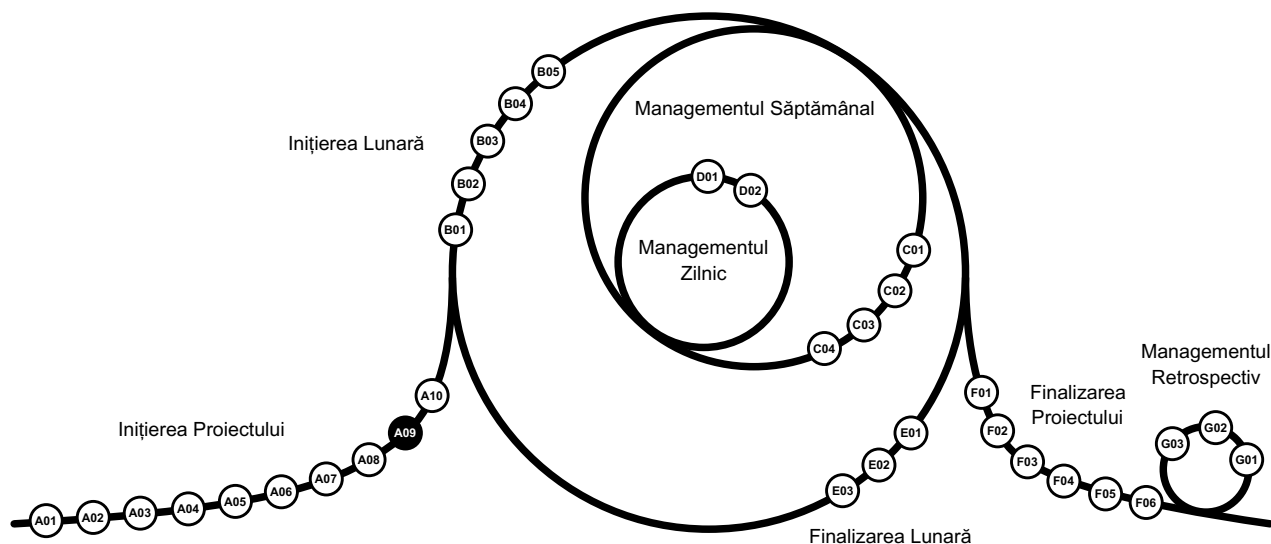 B05
B04
Managementul Săptămânal
Inițierea Lunară
B03
B02
D01
D02
B01
Managementul
Zilnic
C01
C02
C03
C04
Managementul
Retrospectiv
A10
F01
Finalizarea
Proiectului
Inițierea Proiectului
A09
E01
F02
G03
G02
G01
A08
E02
F03
A07
F04
A06
E03
F05
A05
F06
A04
A03
A02
A01
Finalizarea Lunară